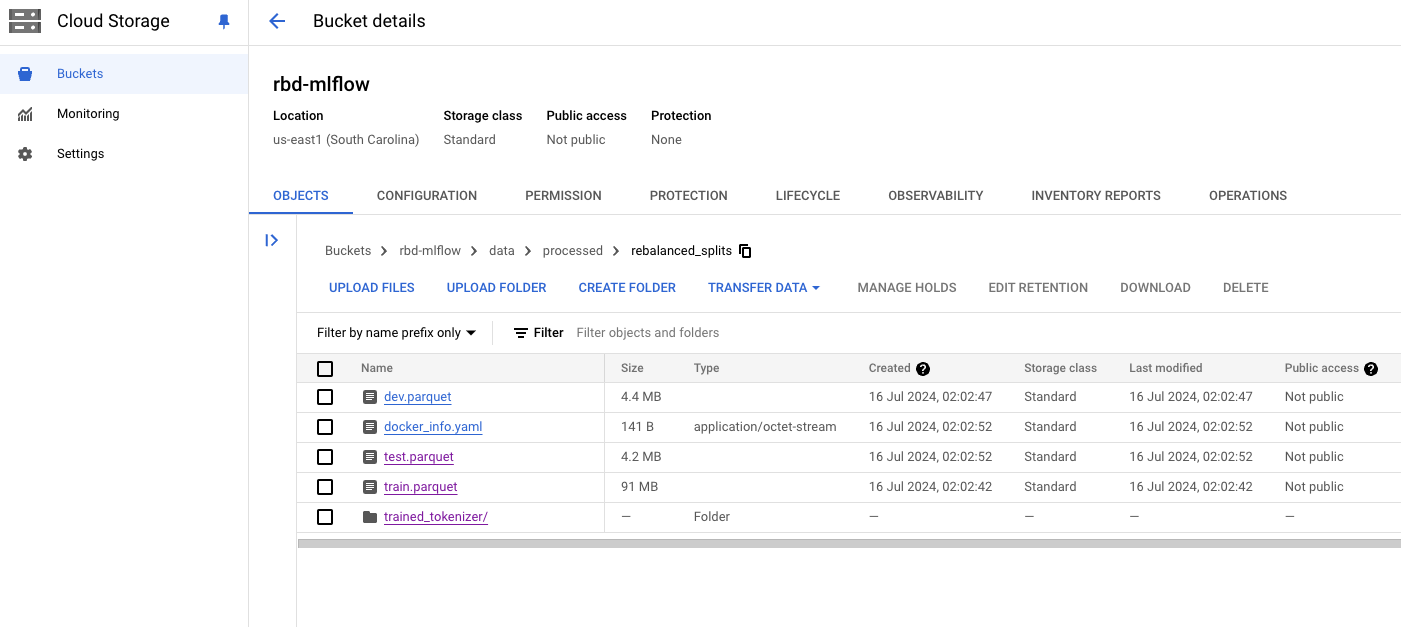 Cloud Storage
Bucket details
Buckets
Monitoring
Settings
rbd-mlflow
Location Storage class Public access Protection
us-east1 (South Carolina) Standard Not public None
OBJECTS CONFIGURATION PERMISSION PROTECTION LIFECYCLE OBSERVABILITY INVENTORY REPORTS OPERATIONS
Buckets > rbd-mlflow > data > processed > rebalanced_splits
UPLOAD FILES UPLOAD FOLDER CREATE FOLDER TRANSFER DATA MANAGE HOLDS EDIT RETENTION DOWNLOAD DELETE
Filter by name prefix only Filter Filter objects and folders
Name Size Type Created ? Storage class Last modified Public access ?
dev.parquet 4.4 MB 16 Jul 2024, 02:02:47 Standard 16 Jul 2024, 02:02:47 Not public
docker_info.yaml 141 B application/octet-stream 16 Jul 2024, 02:02:52 Standard 16 Jul 2024, 02:02:52 Not public
test.parquet 4.2 MB 16 Jul 2024, 02:02:52 Standard 16 Jul 2024, 02:02:52 Not public
train.parquet 91 MB 16 Jul 2024, 02:02:42 Standard 16 Jul 2024, 02:02:42 Not public
trained_tokenizer/ — Folder — — — —